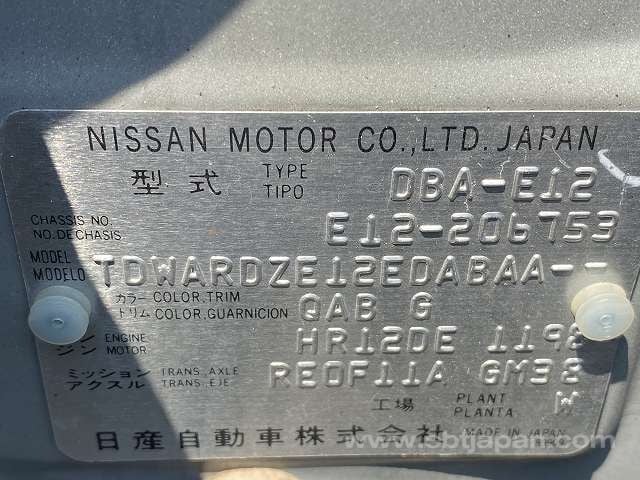 NISSAN MOTOR CO.,LTD. JAPAN
型式 TYPE TIPO DBA-E12
CHASSIS NO. NO.DE CHASIS E12-206753
MODEL MODELO TDWARDZE12EDABAA--
カラー COLOR,TRIM QAB G
トリム COLOR,GUARNICION
ジン ENGINE MOTOR HR12DE 1198
ミッション TRANS.AXLE RE0F11A GM38
アクスル TRANS.EJE
工場 PLANT PLANTA W
日産自動車株式会社 MADE IN JAPAN
www.sbtjapan.com